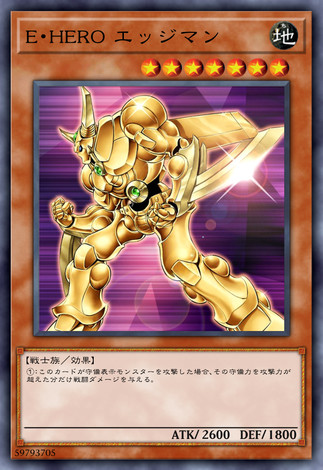 E・HERO エッジマン
地
【戦士族／効果】
①:このカードが守備表示モンスターを攻撃した場合、その守備力を攻撃力が
超えた分だけ戦闘ダメージを与える。
ATK/2600 DEF/1800
59793705